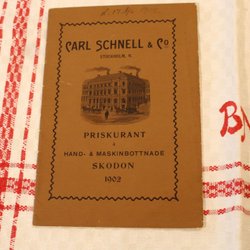 CARL SCHNELL & Co
STOCKHOLM, N.
PRISKURANT
Å
HAND- & MASKINBOTTNADE
SKODON
1902